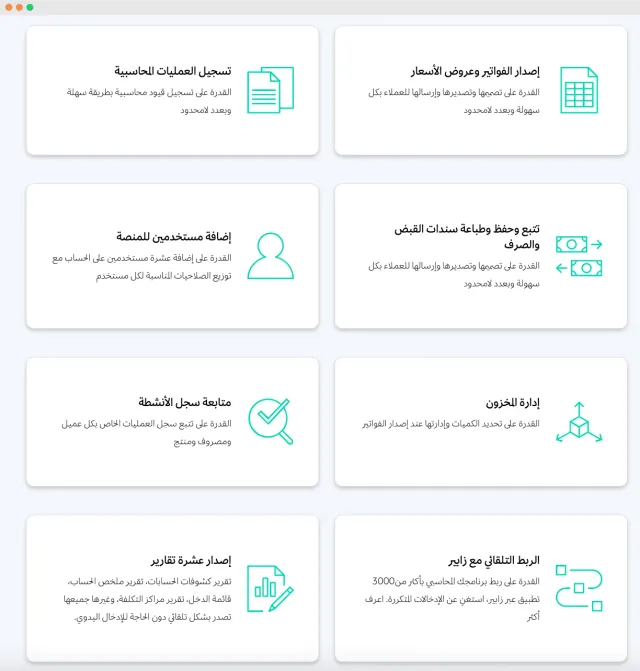 إصدار الفواتير وعروض الأسعار
القدرة على تصميمها وتصديرها وإرسالها للعملاء بكل
سهولة وبعدد لامحدود
تسجيل العمليات المحاسبية
القدرة على تسجيل قيود محاسبية بطريقة سهلة
وبعدد لامحدود
تتبع وحفظ وطباعة سندات القبض
والصرف
القدرة على تصميمها وتصديرها وإرسالها للعملاء بكل
سهولة وبعدد لامحدود
إضافة مستخدمين للمنصة
القدرة على إضافة عشرة مستخدمين على الحساب مع
توزيع الصلاحيات المناسبة لكل مستخدم
إدارة المخزون
القدرة على تحديد الكميات وإدارتها عند إصدار الفواتير
متابعة سجل الأنشطة
القدرة على تتبع سجل العمليات الخاص بكل عميل
ومصروف ومنتج
الربط التلقائي مع زابير
القدرة على ربط برنامجك المحاسبي بأكثر من3000
تطبيق عبر زابير، استغنِ عن الإدخالات المتكررة. اعرف
أكثر
إصدار عشرة تقارير
تقرير كشوفات الحسابات، تقرير ملخص الحساب،
قائمة الدخل، تقرير مراكز التكلفة، وغيرها جميعها
تصدر بشكل تلقائي دون الحاجة للإدخال اليدوي.